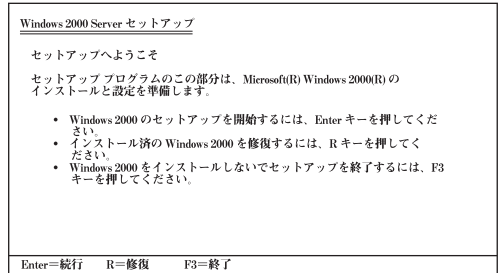 Windows 2000 Server セットアップ
セットアップへようこそ
セットアップ プログラムのこの部分は、Microsoft(R) Windows 2000(R) の
インストールと設定を準備します。
• Windows 2000 のセットアップを開始するには、Enter キーを押してくだ
さい。
• インストール済の Windows 2000 を修復するには、R キーを押してく
ださい。
• Windows 2000 をインストールしないでセットアップを終了するには、F3
キーを押してください。
Enter=続行 R=修復 F3=終了